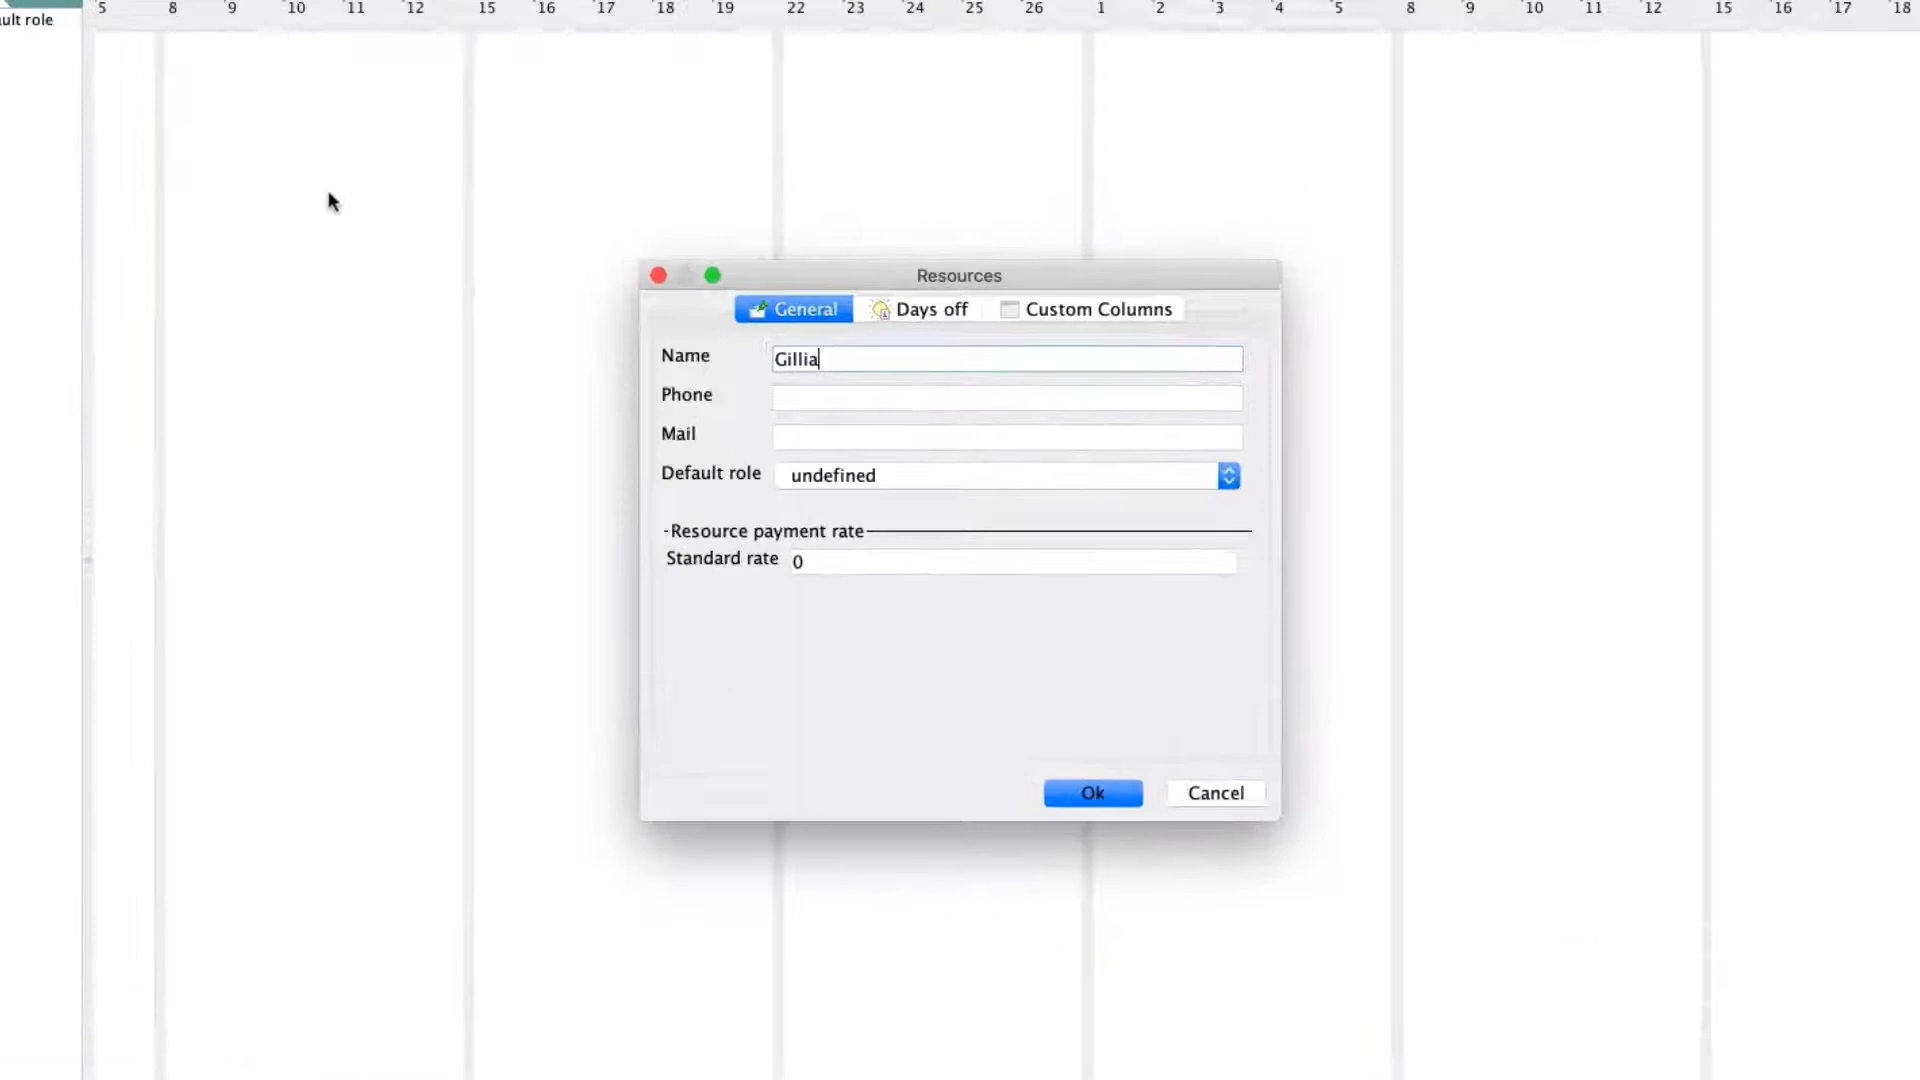 5 8 9 10 11 12 15 16 17 18 19 22 23 24 25 26 1 2 3 4 5 8 9 10 11 12 15 16 17 18
ult role
Resources
General Days off Custom Columns
Name Gillia
Phone
Mail
Default role undefined
Resource payment rate
Standard rate 0
Ok Cancel